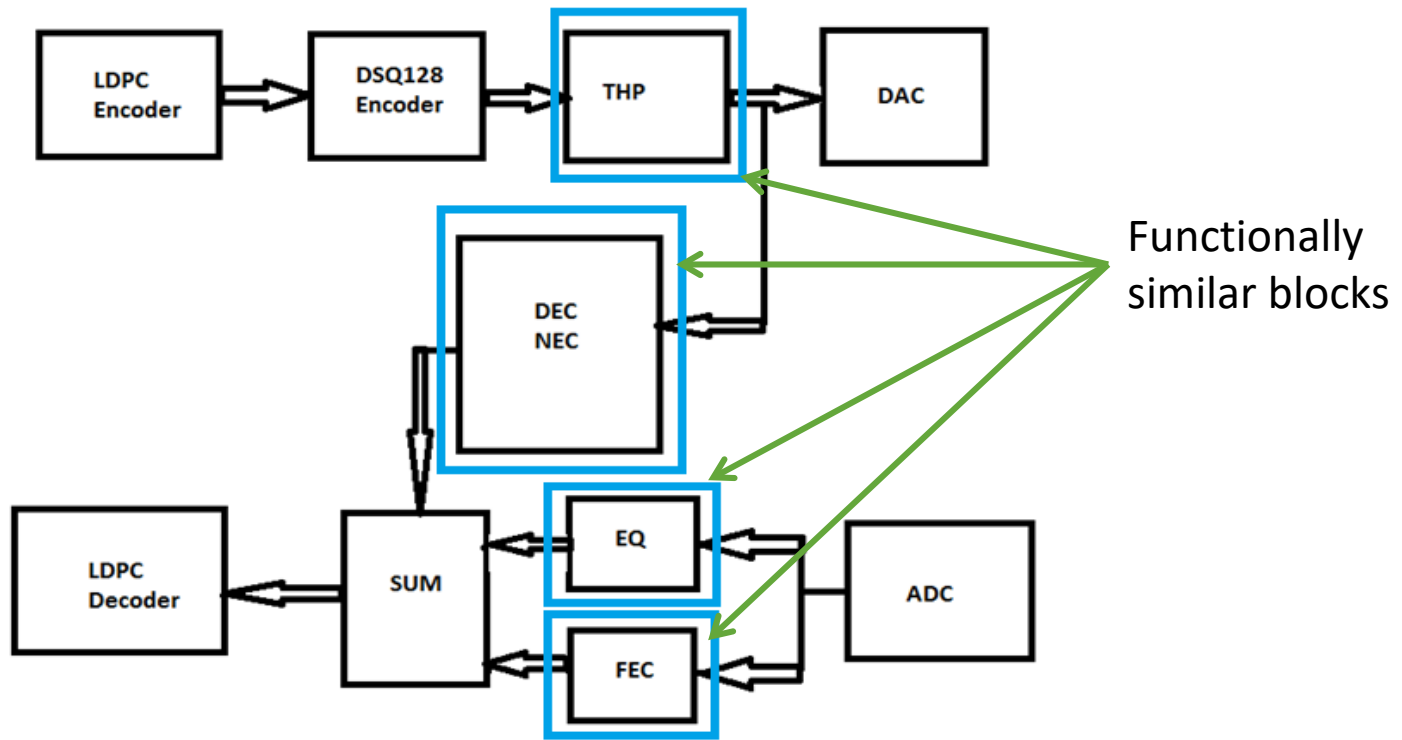 LDPC
Encoder
DSQ128
Encoder
THP
DAC
Functionally
similar blocks
DEC
NEC
EQ
LDPC
Decoder
SUM
ADC
FEC